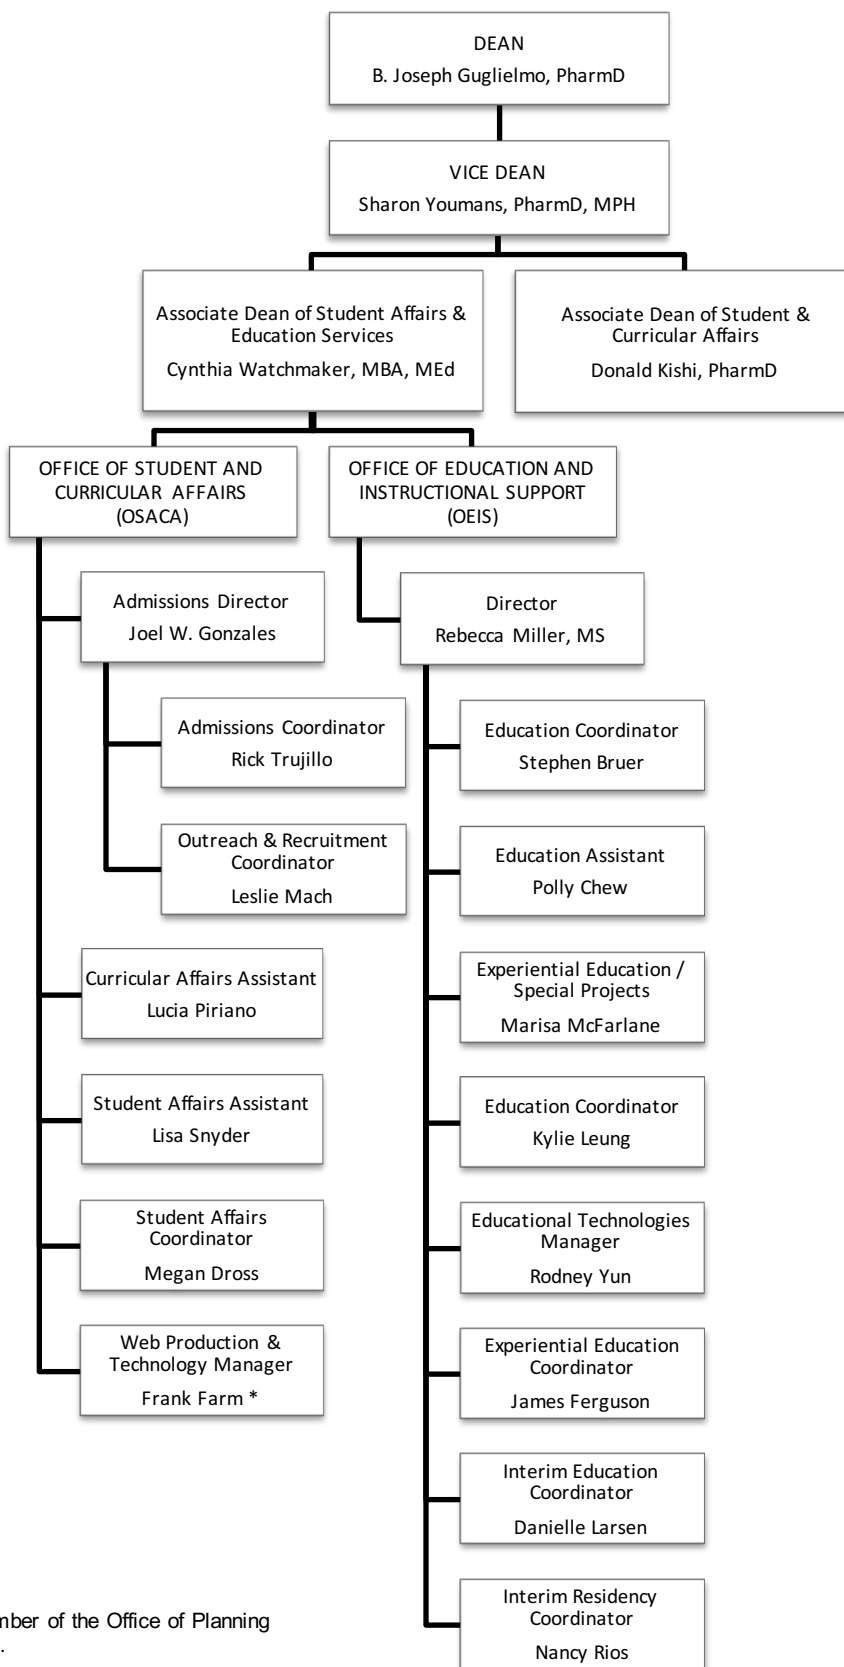 DEAN
B. Joseph Guglielmo, PharmD
VICE DEAN
Sharon Youmans, PharmD, MPH
Associate Dean of Student Affairs &
Education Services
Cynthia Watchmaker, MBA, MEd
Associate Dean of Student &
Curricular Affairs
Donald Kishi, PharmD
OFFICE OF STUDENT AND
CURRICULAR AFFAIRS
(OSACA)
OFFICE OF EDUCATION AND
INSTRUCTIONAL SUPPORT
(OEIS)
Admissions Director
Joel W. Gonzales
Admissions Coordinator
Rick Trujillo
Outreach & Recruitment
Coordinator
Leslie Mach
Curricular Affairs Assistant
Lucia Piriano
Student Affairs Assistant
Lisa Snyder
Student Affairs
Coordinator
Megan Dross
Web Production &
Technology Manager
Frank Farm *
Director
Rebecca Miller, MS
Education Coordinator
Stephen Bruer
Education Assistant
Polly Chew
Experiential Education /
Special Projects
Marisa McFarlane
Education Coordinator
Kylie Leung
Educational Technologies
Manager
Rodney Yun
Experiential Education
Coordinator
James Ferguson
Interim Education
Coordinator
Danielle Larsen
Interim Residency
Coordinator
Nancy Rios
of the Office of Planning
.